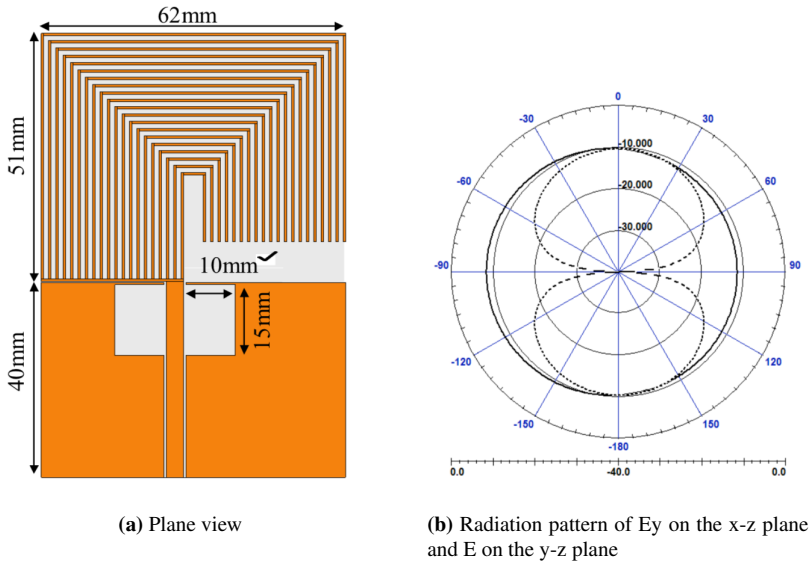 62mm
51mm
10mm
15mm
40mm
(a) Plane view
0
-30
30
-10.000
-60
60
-20.000
-30.000
-90
90
-120
120
-150
150
-180
0.0
-40.0
0.0
(b) Radiation pattern of Ey on the x-z plane
and E on the y-z plane